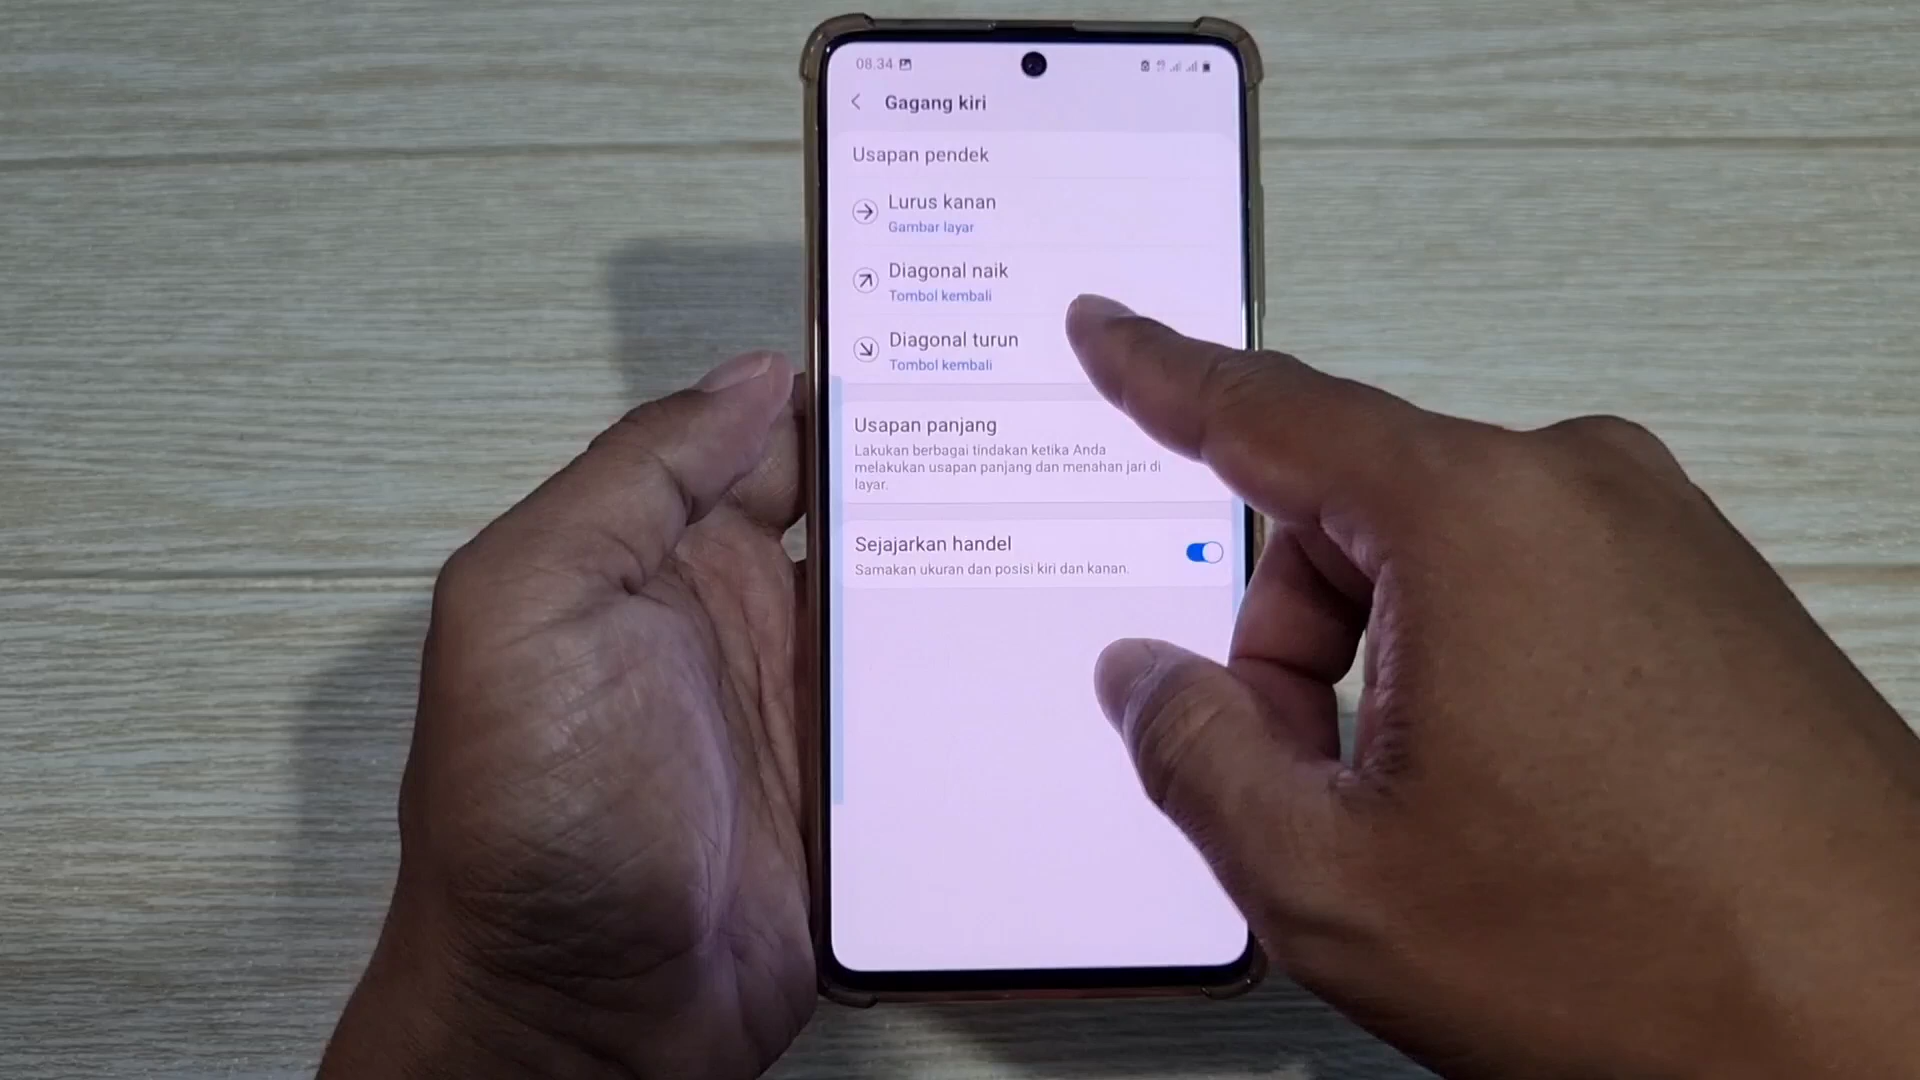 08.34
Gagang kiri
Usapan pendek
Lurus kanan
Gambar layar
Diagonal naik
Tombol kembali
Diagonal turun
Tombol kembali
Usapan panjang
Lakukan berbagai tindakan ketika Anda
melakukan usapan panjang dan menahan jari di
layar.
Sejajarkan handel
Samakan ukuran dan posisi kiri dan kanan.